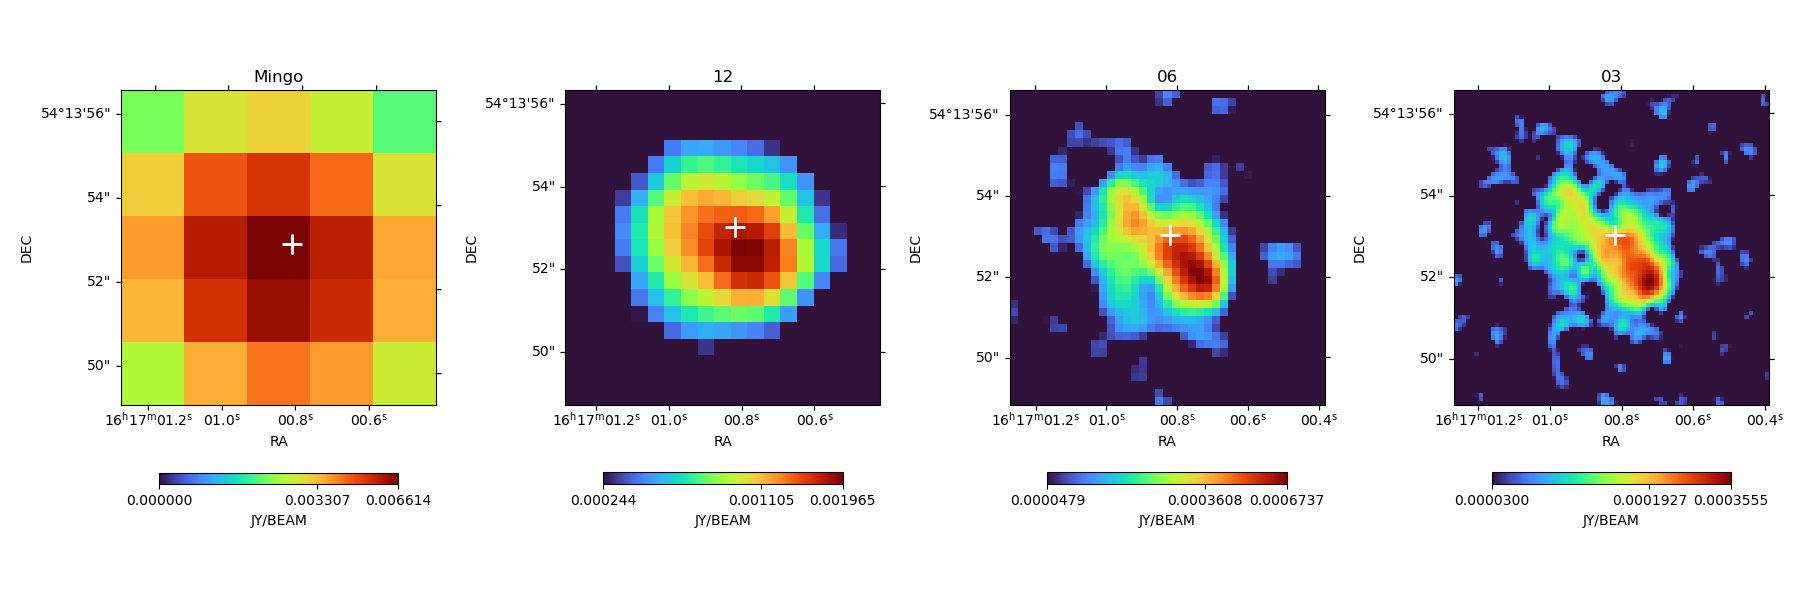 Mingo
54°13'56"
54"
52"
50"
DEC
16h17m01.2s 01.0s 00.8s 00.6s
RA
0.0000000 0.003307 0.006614
JY/BEAM
12
54°13'56"
54"
52"
50"
DEC
16h17m01.2s 01.0s 00.8s 00.6s
RA
0.000244 0.001105 0.001965
JY/BEAM
06
54°13'56"
54"
52"
50"
DEC
16h17m01.2s 01.0s 00.8s 00.6s 00.4s
RA
0.0000479 0.0003608 0.0006737
JY/BEAM
03
54°13'56"
54"
52"
50"
DEC
16h17m01.2s 01.0s 00.8s 00.6s 00.4s
RA
0.0000300 0.0001927 0.0003555
JY/BEAM